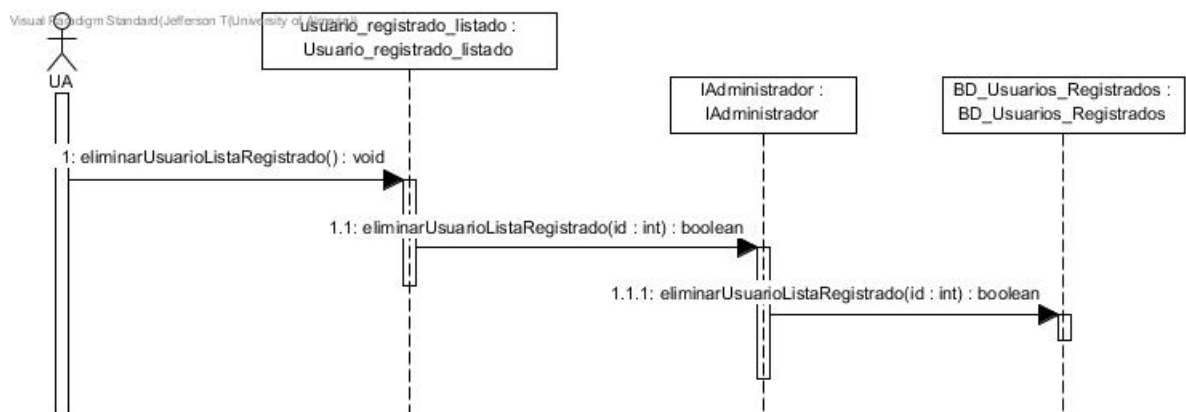 Visual Paradigm Standard(Jefferson T(University of Almeria))
usuario_registrado_listado :
Usuario_registrado_listado
UA
IAdministrador :
IAdministrador
BD_Usuarios_Registrados :
BD_Usuarios_Registrados
1: eliminarUsuarioListaRegistrado() : void
1.1: eliminarUsuarioListaRegistrado(id : int) : boolean
1.1.1: eliminarUsuarioListaRegistrado(id : int) : boolean